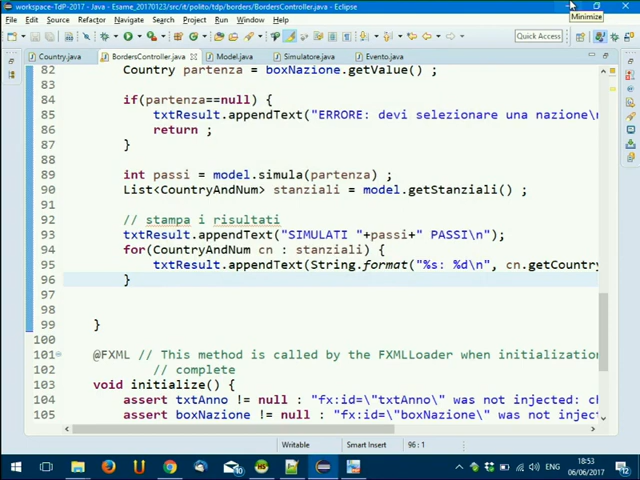 workspace-TdP-2017 - Java - Esame_20170123/src/it/polito/tdp/borders/BordersController.java - Eclipse
Minimize
File Edit Source Refactor Navigate Search Project Run Window Help
Quick Access
Country.java BordersController.java Model.java Simulatore.java Evento.java
82 Country partenza = boxNazione.getValue() ;
83
84 if(partenza==null) {
85 txtResult.appendText("ERRORE: devi selezionare una nazione\n
86 return ;
87 }
88
89 int passi = model.simula(partenza) ;
90 List<CountryAndNum> stanziali = model.getStanziali() ;
91
92 // stampa i risultati
93 txtResult.appendText("SIMULATI "+passi+" PASSI\n");
94 for(CountryAndNum cn : stanziali) {
95 txtResult.appendText(String.format("%s: %d\n", cn.getCountry
96 }
97
98
99 }
100
101 @FXML // This method is called by the FXMLLoader when initialization
102 // complete
103 void initialize() {
104 assert txtAnno != null : "fx:id=\"txtAnno\" was not injected: ch
105 assert boxNazione != null : "fx:id=\"boxNazione\" was not inject
Writable Smart Insert 96 : 1
ENG
18:53
06/06/2017